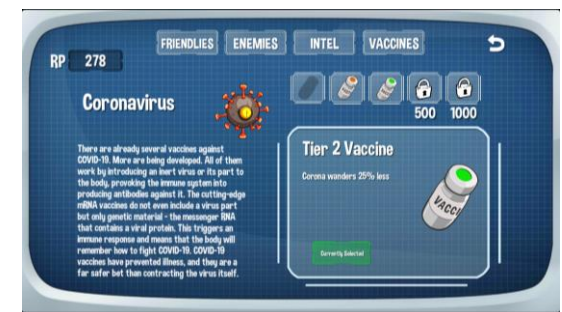 FRIENDLIES ENEMIES INTEL VACCINES
RP 278
500 1000
Coronavirus
There are already several vaccines against
COVID-19. More are being developed. All of them
work by introducing an inert virus or its part to
the body, provoking the immune system into
producing antibodies against it. The cutting-edge
mRNA vaccines do not even include a virus part
but only genetic material - the messenger RNA
that contains a viral protein. This triggers an
immune response and means that the body will
remember how to fight COVID-19. COVID-19
vaccines have prevented illness, and they are a
far safer bet than contracting the virus itself.
Tier 2 Vaccine
Corona wanders 25% less
VACCI
Currently Selected